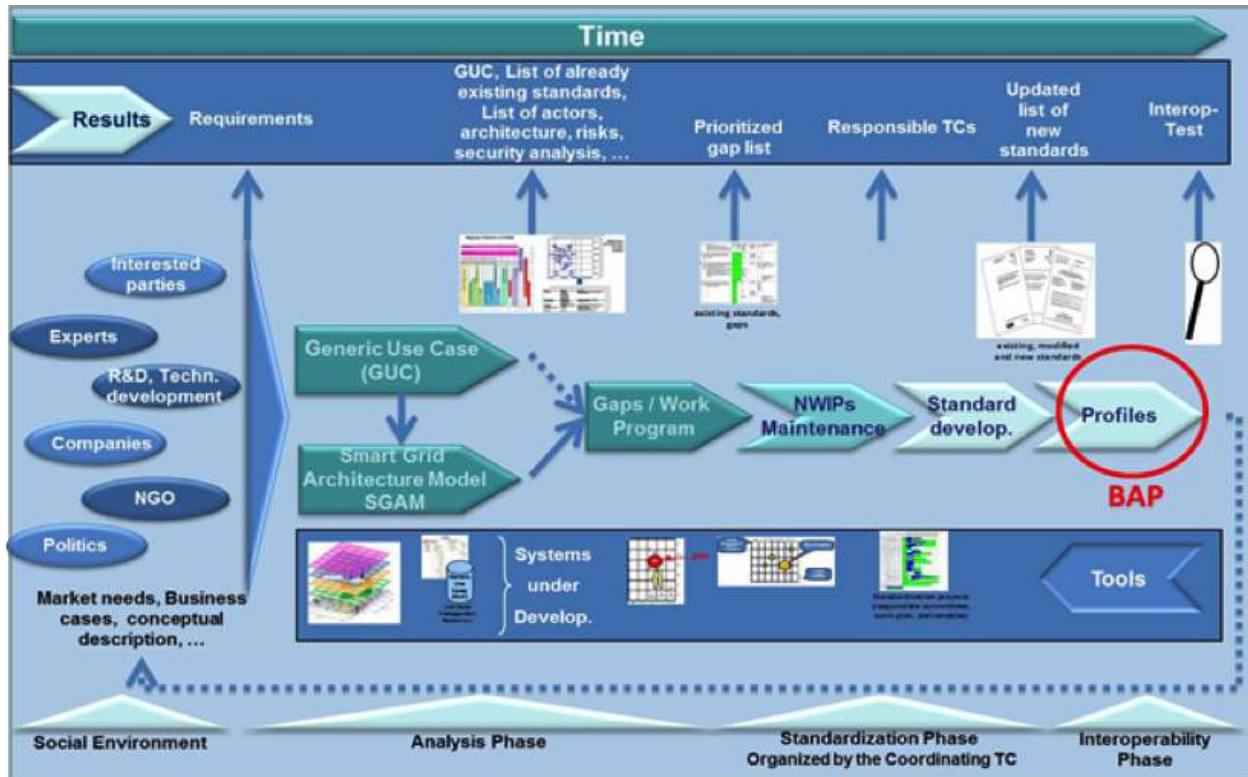 Time
Results
Requirements
GUC, List of already
existing standards,
List of actors,
architecture, risks,
security analysis, ...
Prioritized
gap list
Responsible TCs
Updated
list of
new
standards
Interop-
Test
Interested
parties
Experts
R&D, Techn.
development
Companies
NGO
Politics
Market needs, Business
cases, conceptual
description, ...
existing standards,
gaps
existing, modified
and new standards
Generic Use Case
(GUC)
Smart Grid
Architecture Model
SGAM
Gaps / Work
Program
NWIPs
Maintenance
Standard
develop.
Profiles
BAP
Systems
under
Develop.
Tools
Social Environment
Analysis Phase
Standardization Phase
Organized by the Coordinating TC
Interoperability
Phase